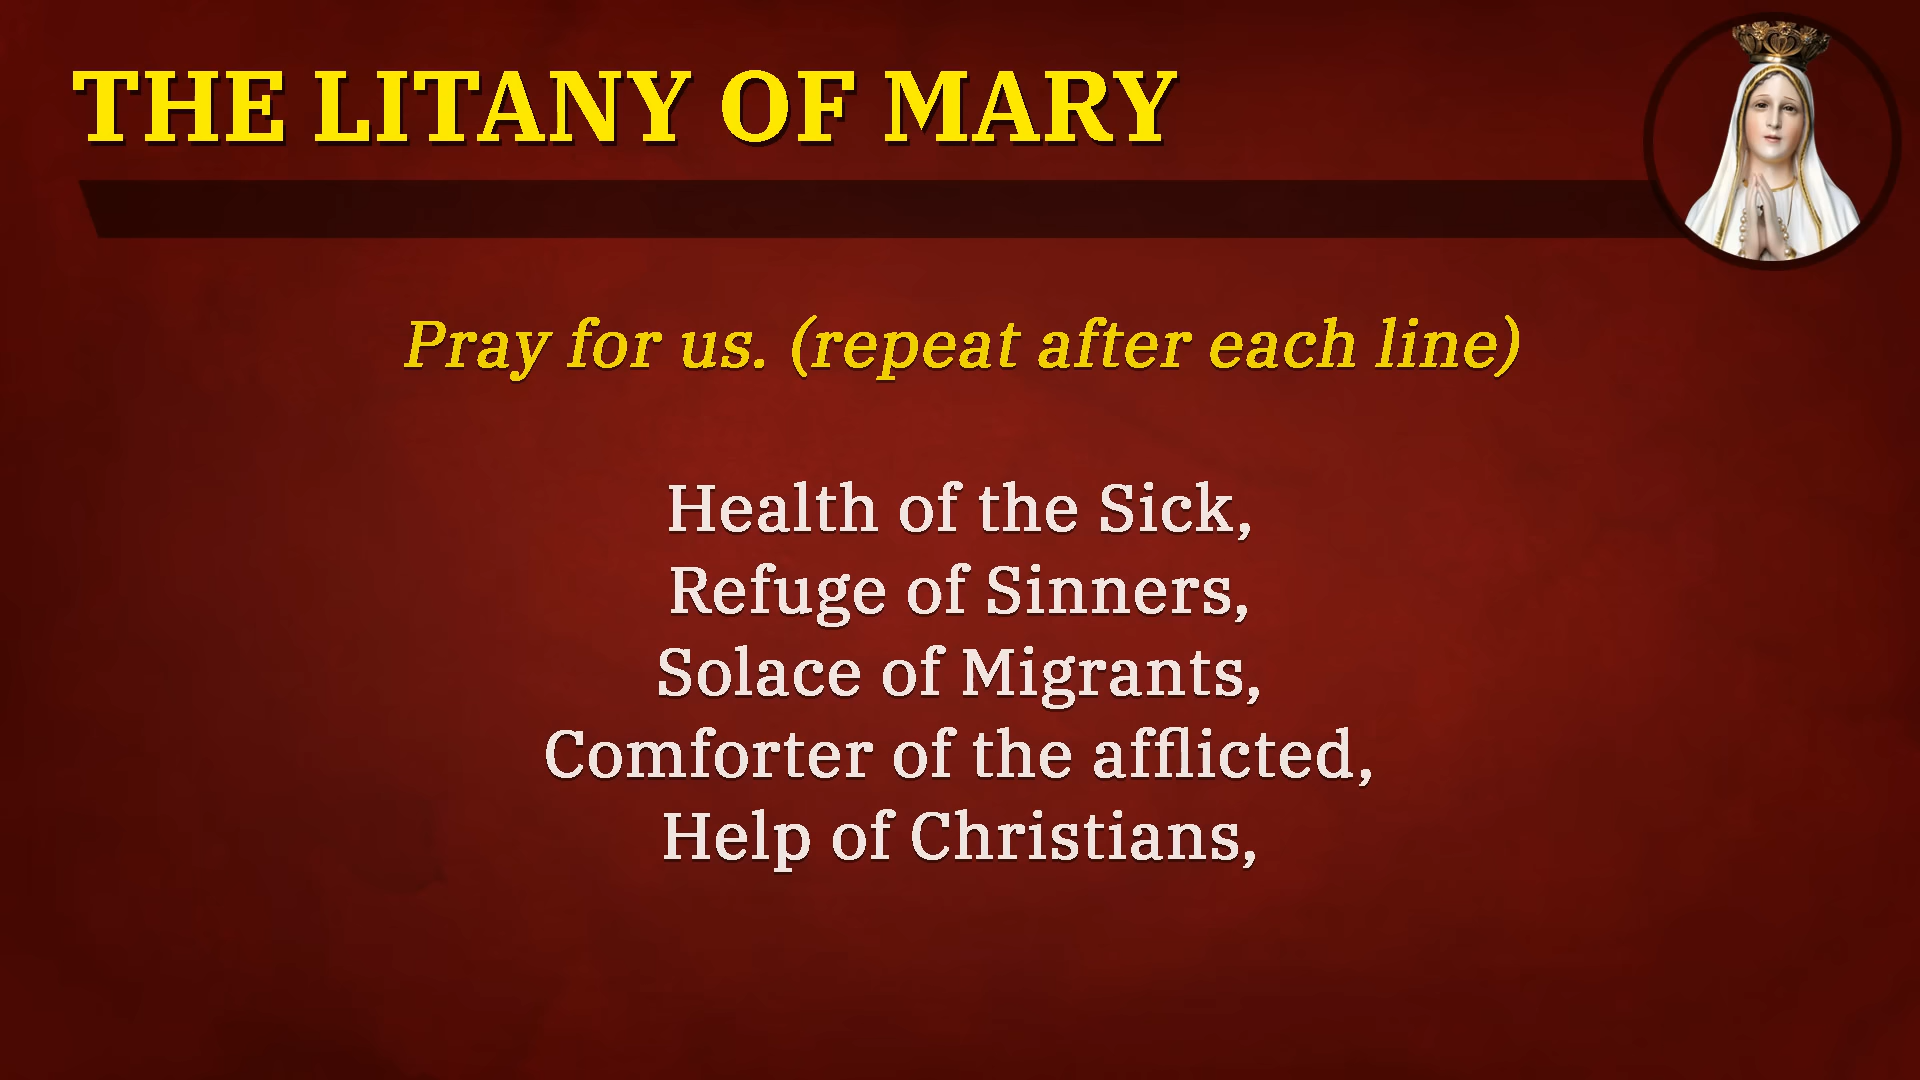 THE LITANY OF MARY
Pray for us. (repeat after each line)
Health of the Sick,
Refuge of Sinners,
Solace of Migrants,
Comforter of the afflicted,
Help of Christians,